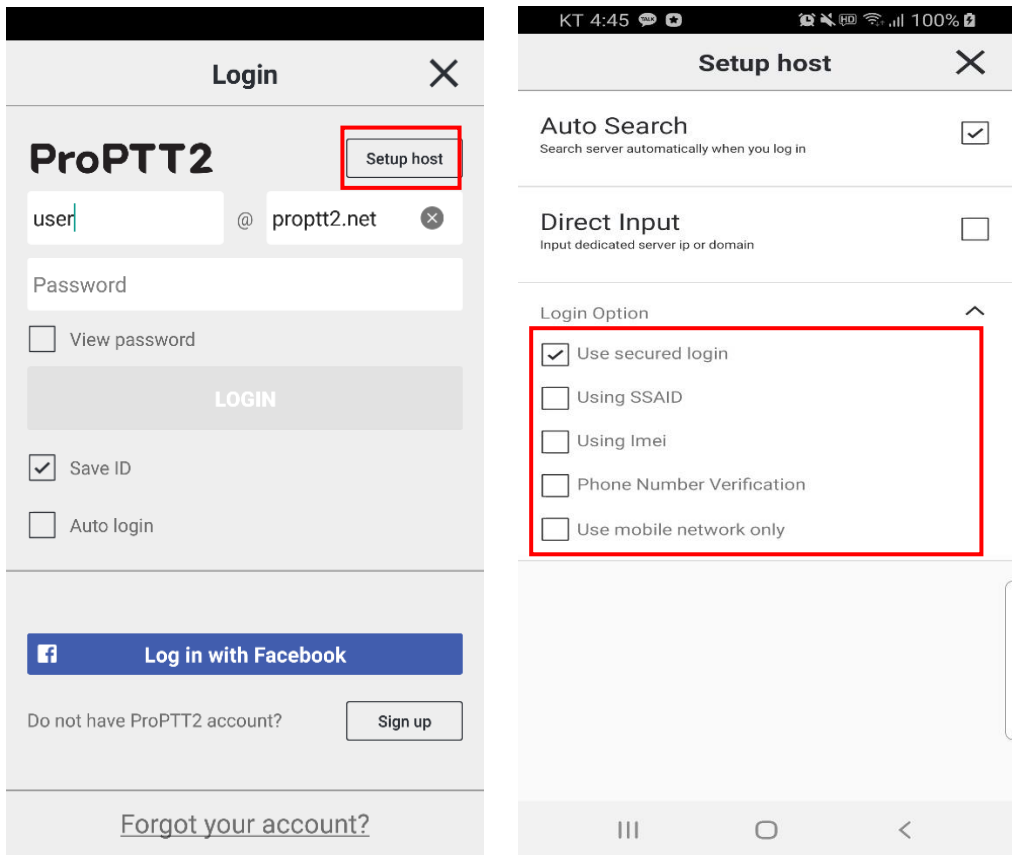 Login
ProPTT2
Setup host
user @ proptt2.net
Password
View password
LOGIN
Save ID
Auto login
Log in with Facebook
Do not have ProPTT2 account?
Sign up
Forgot your account?
KT 4:45 TALK HD 100%
Setup host
Auto Search
Search server automatically when you log in
Direct Input
Input dedicated server ip or domain
Login Option
Use secured login
Using SSAID
Using Imei
Phone Number Verification
Use mobile network only